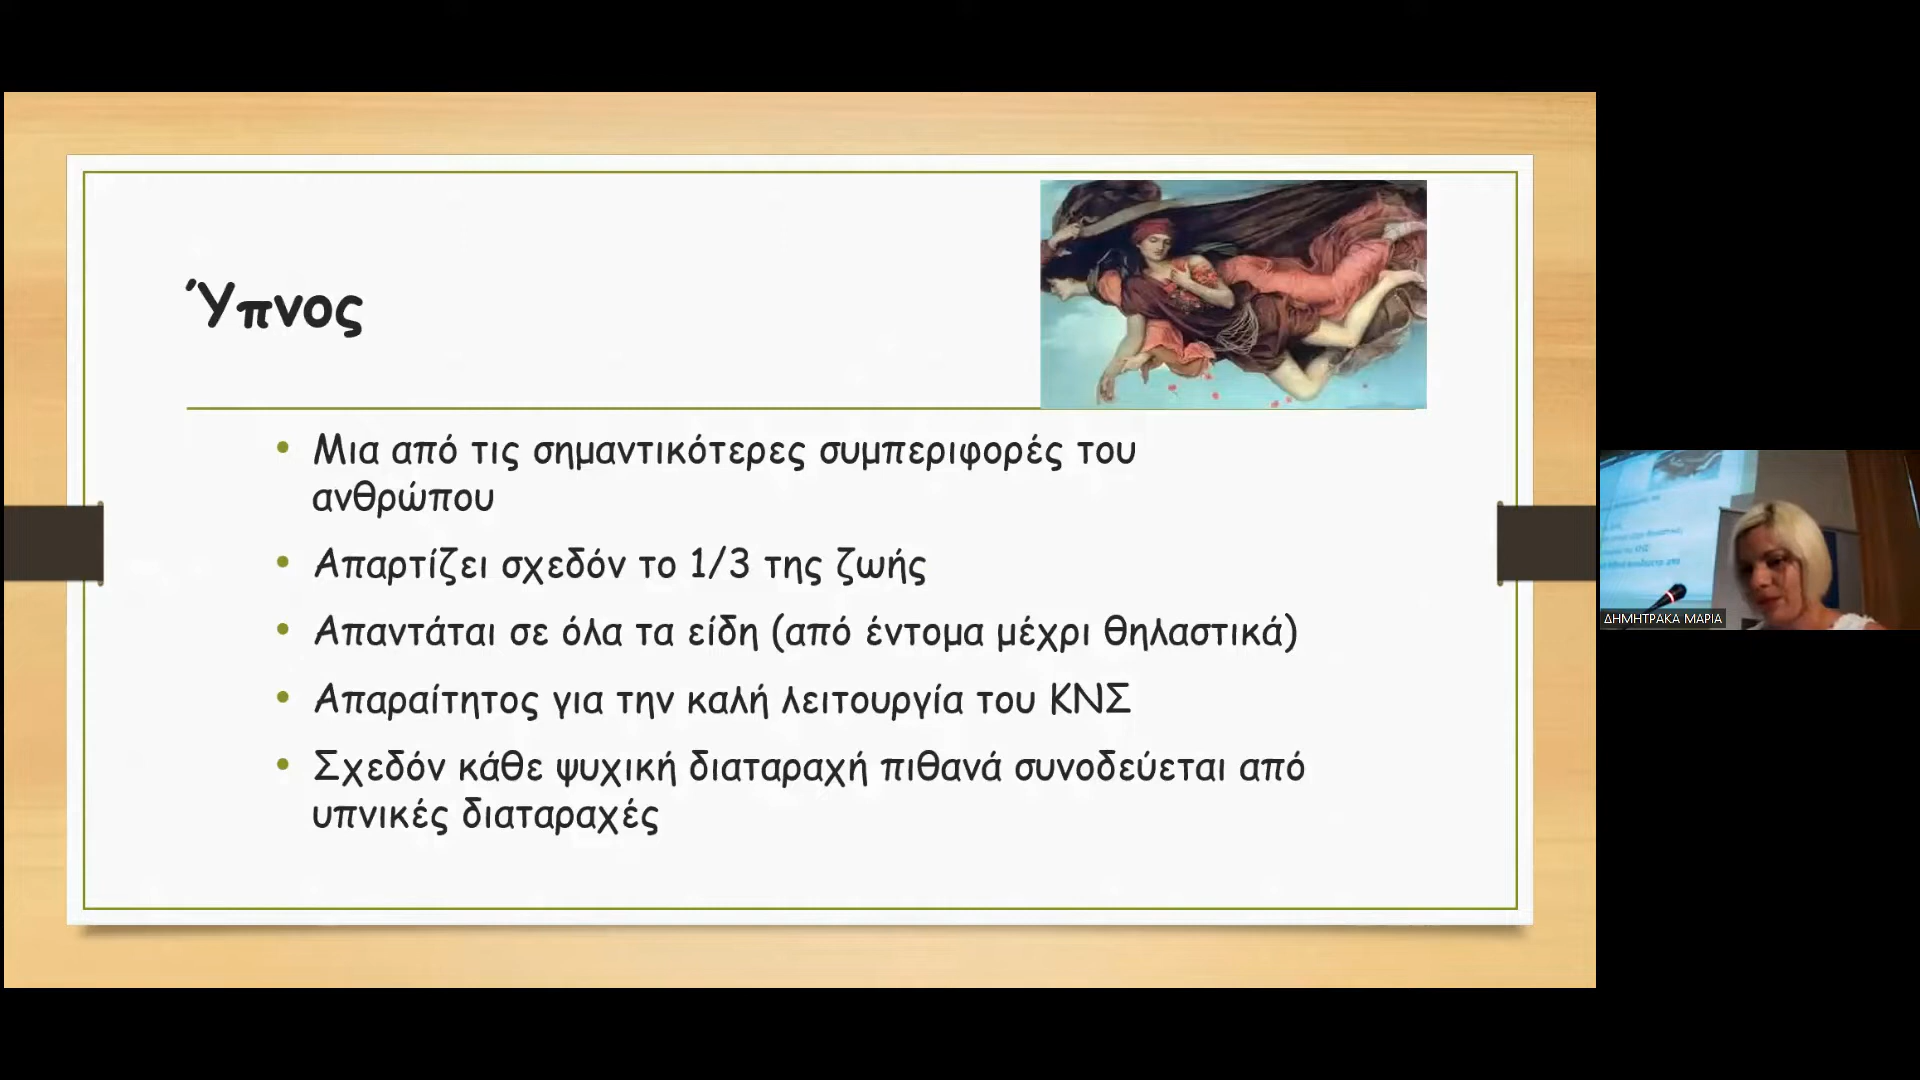 Ύπνος
• Μια από τις σημαντικότερες συμπεριφορές του
ανθρώπου
• Απαρτίζει σχεδόν το 1/3 της ζωής
• Απαντάται σε όλα τα είδη (από έντομα μέχρι θηλαστικά)
• Απαραίτητος για την καλή λειτουργία του ΚΝΣ
• Σχεδόν κάθε ψυχική διαταραχή πιθανά συνοδεύεται από
υπνικές διαταραχές
ΔΗΜΗΤΡΑΚΑ ΜΑΡΙΑ